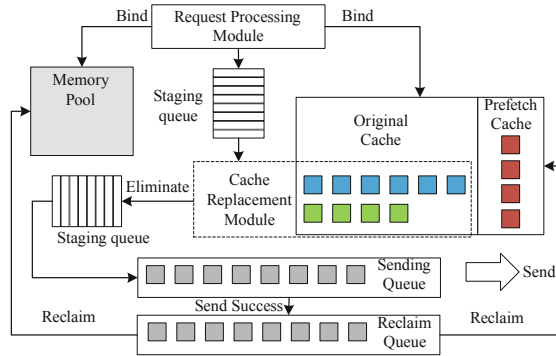 Bind
Request Processing
Module
Bind
Memory
Pool
Staging
queue
Original
Cache
Prefetch
Cache
Cache
Replacement
Module
Eliminate
Staging queue
Sending
Queue
Send
Send Success
Reclaim
Reclaim
Queue
Reclaim